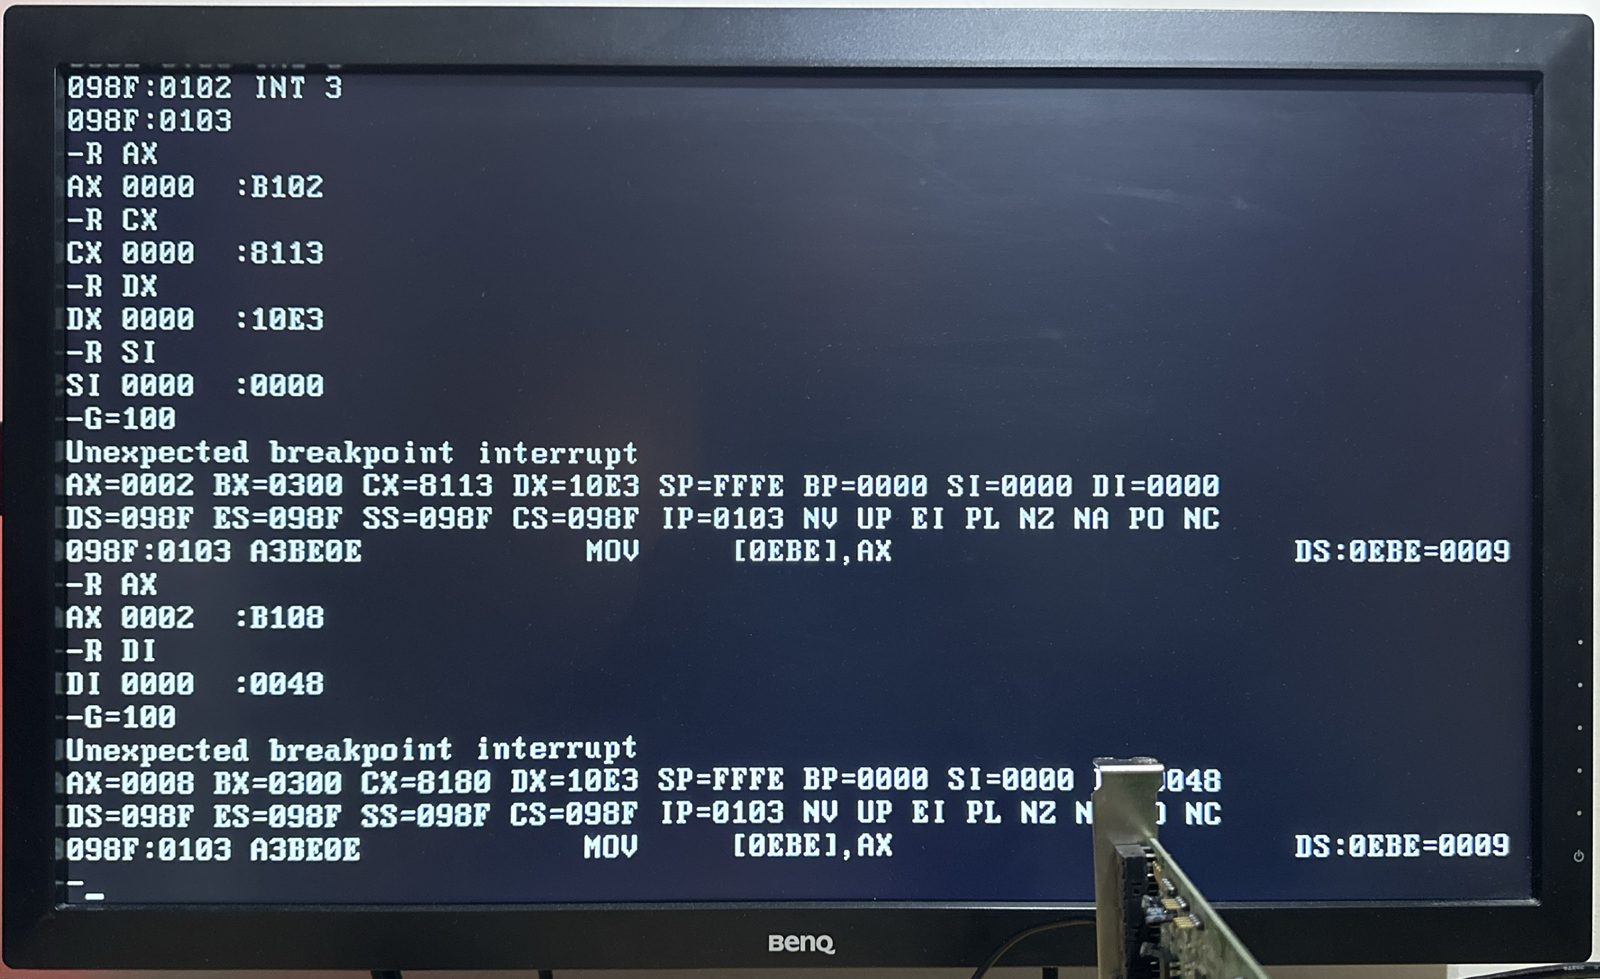 098F:0102 INT 3
098F:0103
-R AX
AX 0000  :B102
-R CX
CX 0000  :8113
-R DX
DX 0000  :10E3
-R SI
SI 0000  :0000
-G=100
Unexpected breakpoint interrupt
AX=0002 BX=0300 CX=8113 DX=10E3 SP=FFFE BP=0000 SI=0000 DI=0000
DS=098F ES=098F SS=098F CS=098F IP=0103 NV UP EI PL NZ NA PO NC
098F:0103 A3BE0E MOV [0EBE],AX DS:0EBE=0009
-R AX
AX 0002  :B108
-R DI
DI 0000  :0048
-G=100
Unexpected breakpoint interrupt
AX=0008 BX=0300 CX=8180 DX=10E3 SP=FFFE BP=0000 SI=0000 048
DS=098F ES=098F SS=098F CS=098F IP=0103 NV UP EI PL NZ NC
098F:0103 A3BE0E MOV [0EBE],AX DS:0EBE=0009
-_
BenQ